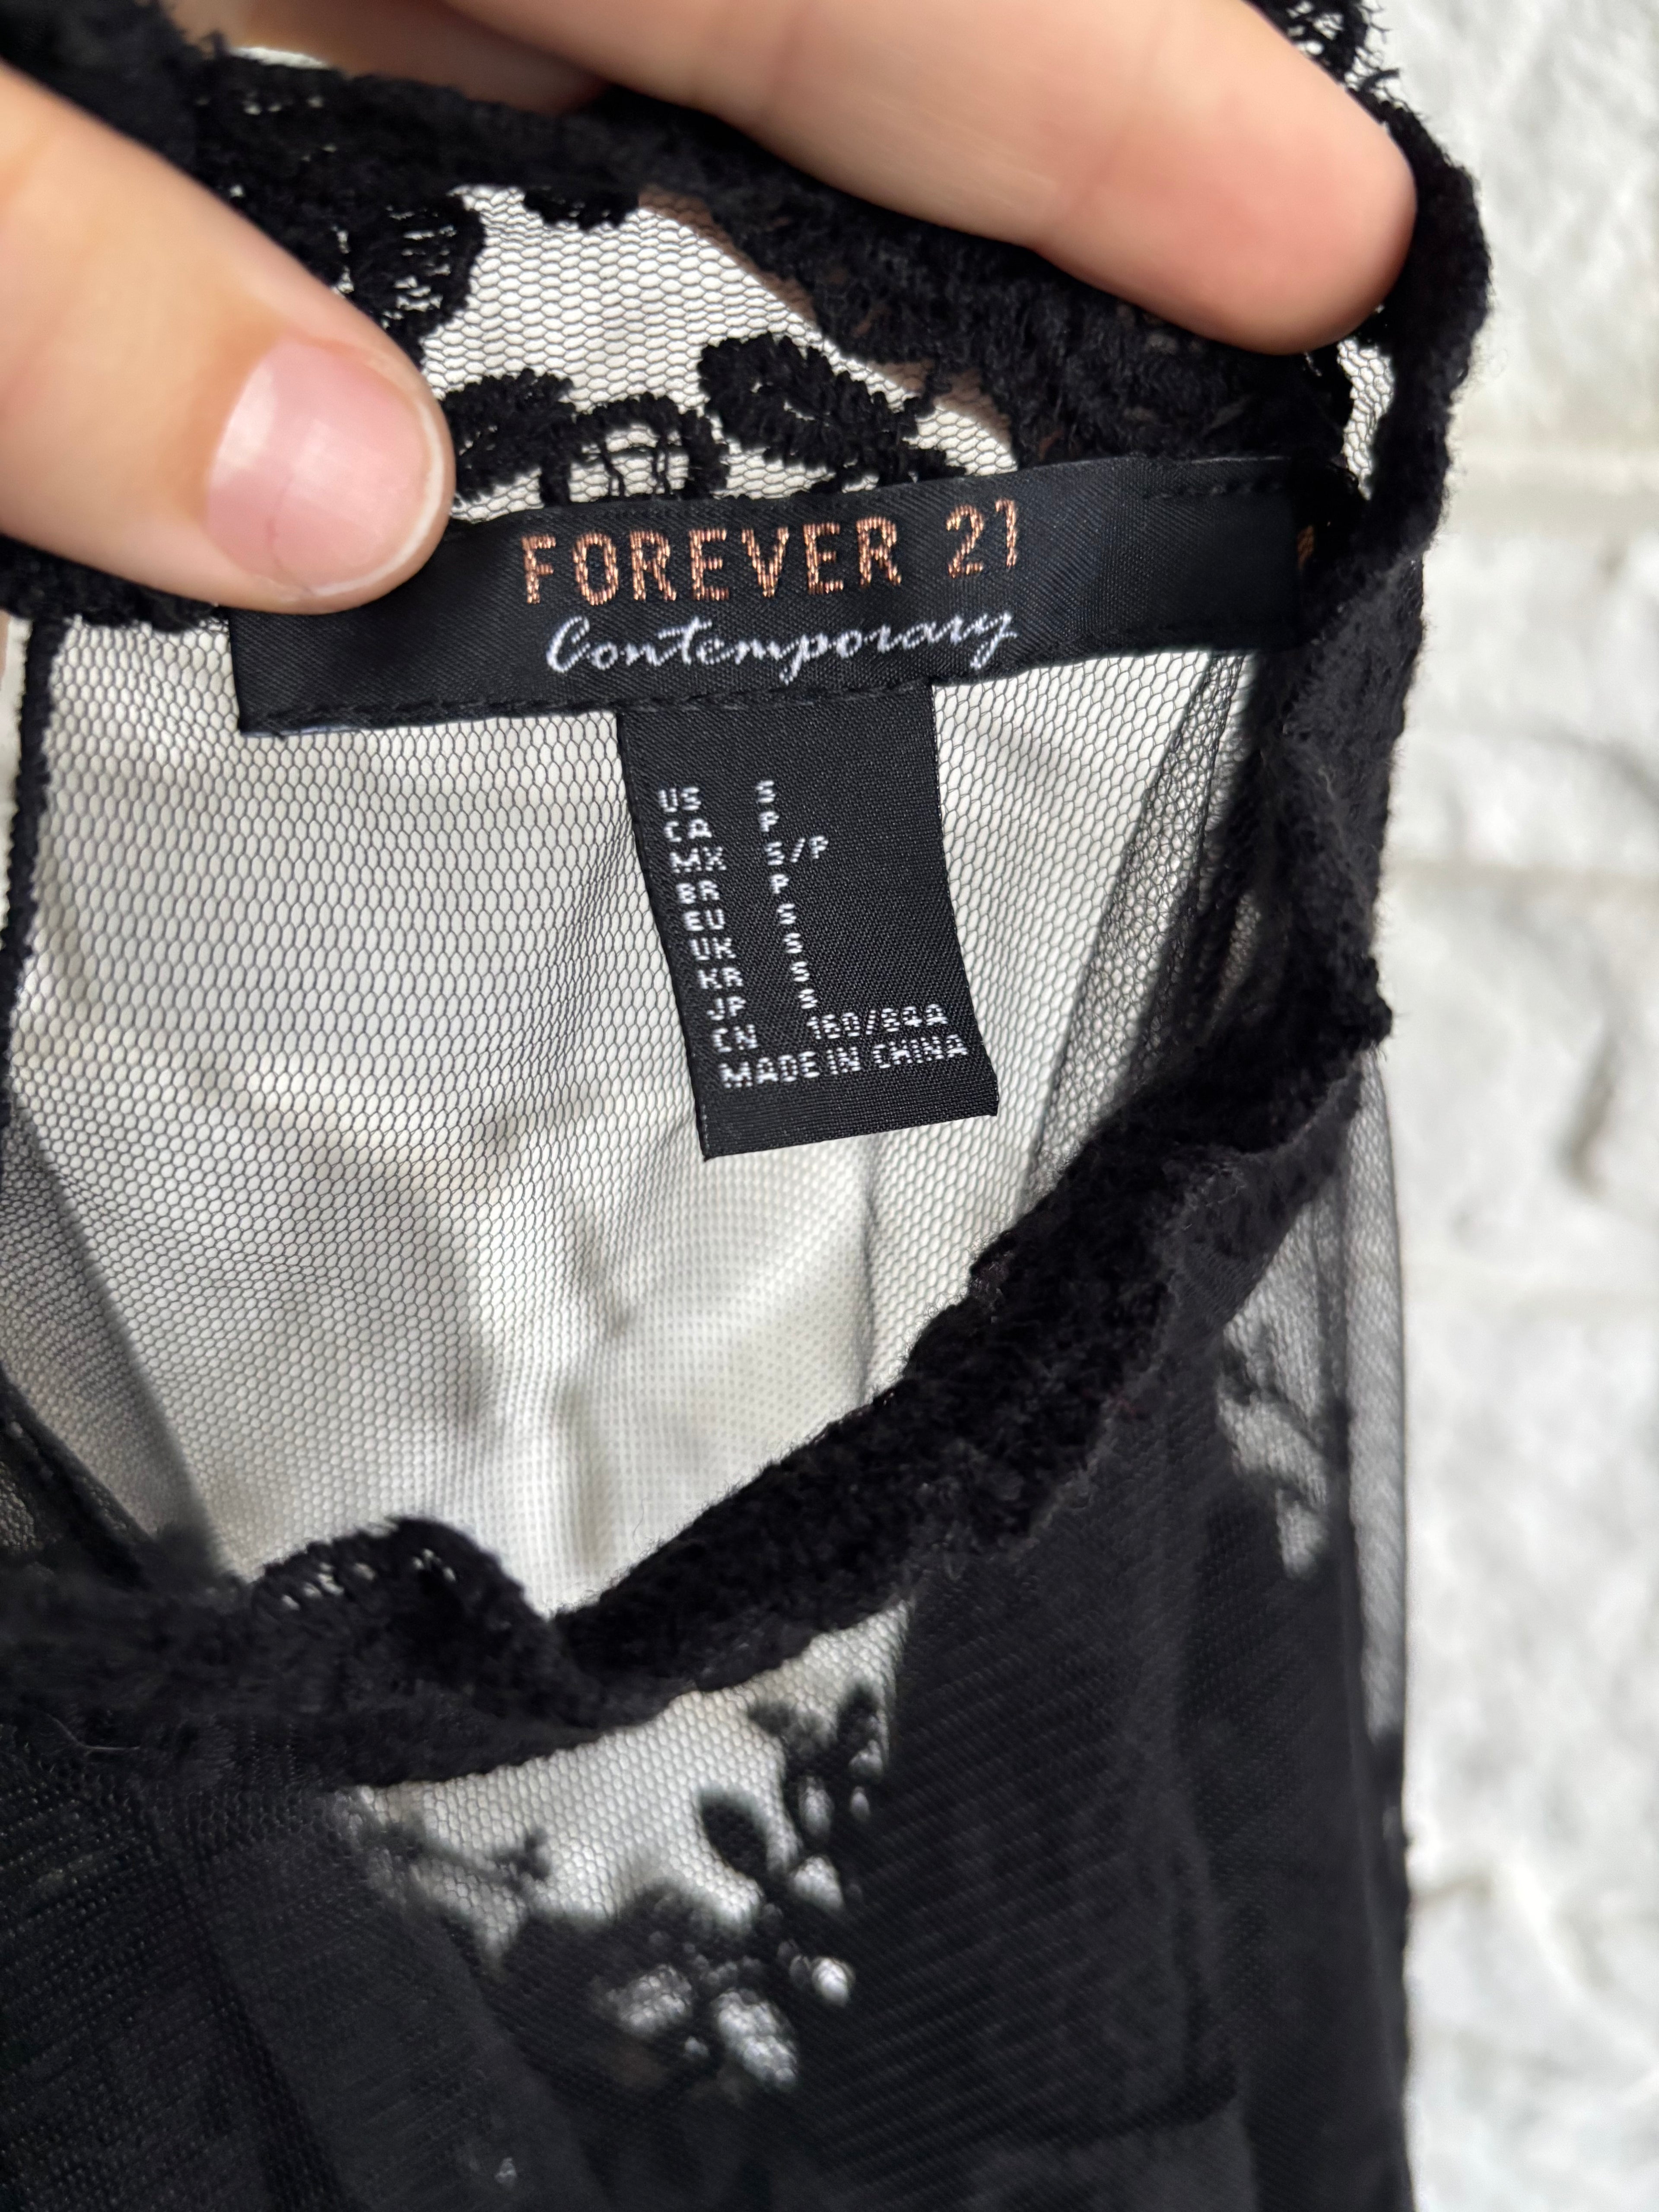 FOREVER 21
Contemporary
US S
CA P
MX S/P
BR P
EU S
UK S
KR S
JP S
CN 160/84A
MADE IN CHINA